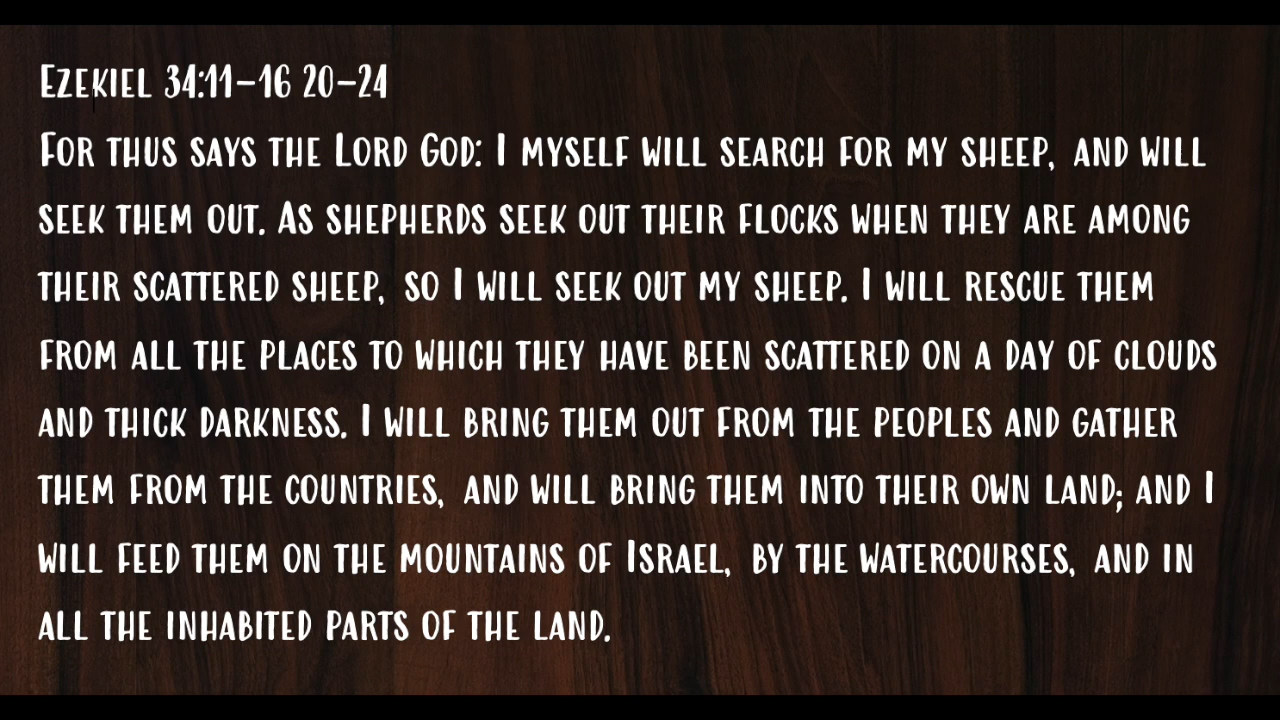 Ezekiel 34:11–16 20–24
For thus says the Lord God: I myself will search for my sheep, and will
seek them out. As shepherds seek out their flocks when they are among
their scattered sheep, so I will seek out my sheep. I will rescue them
from all the places to which they have been scattered on a day of clouds
and thick darkness. I will bring them out from the peoples and gather
them from the countries, and will bring them into their own land; and I
will feed them on the mountains of Israel, by the watercourses, and in
all the inhabited parts of the land.